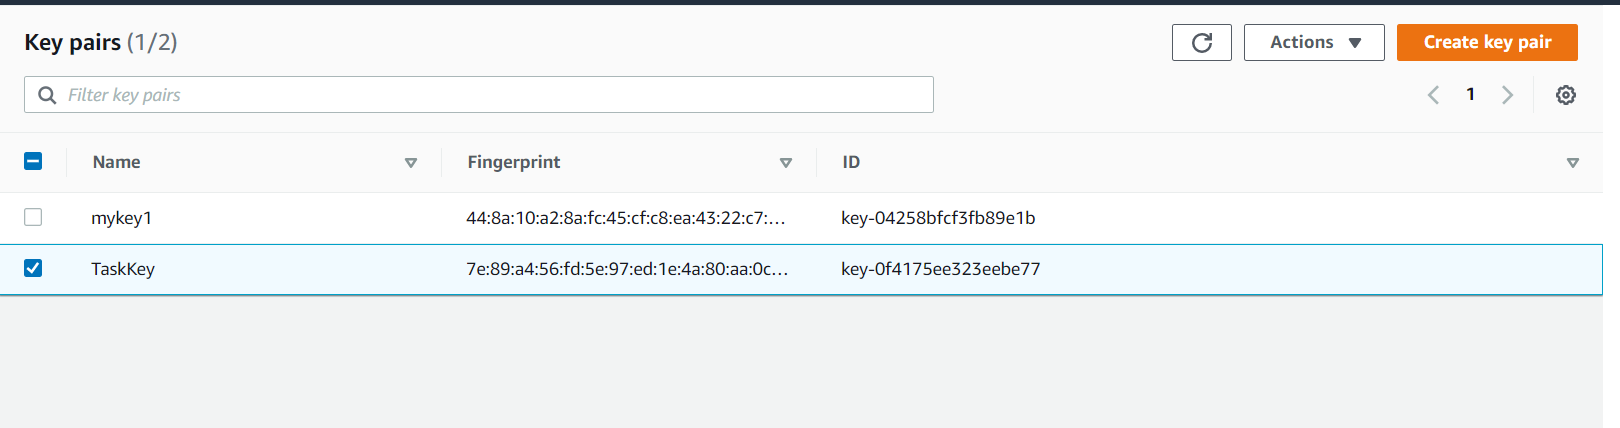 Key pairs (1/2)
Actions
Create key pair
Filter key pairs
1
Name Fingerprint ID
mykey1 44:8a:10:a2:8a:fc:45:cf:c8:ea:43:22:c7:... key-04258bfcf3fb89e1b
TaskKey 7e:89:a4:56:fd:5e:97:ed:1e:4a:80:aa:0c... key-0f4175ee323eebe77